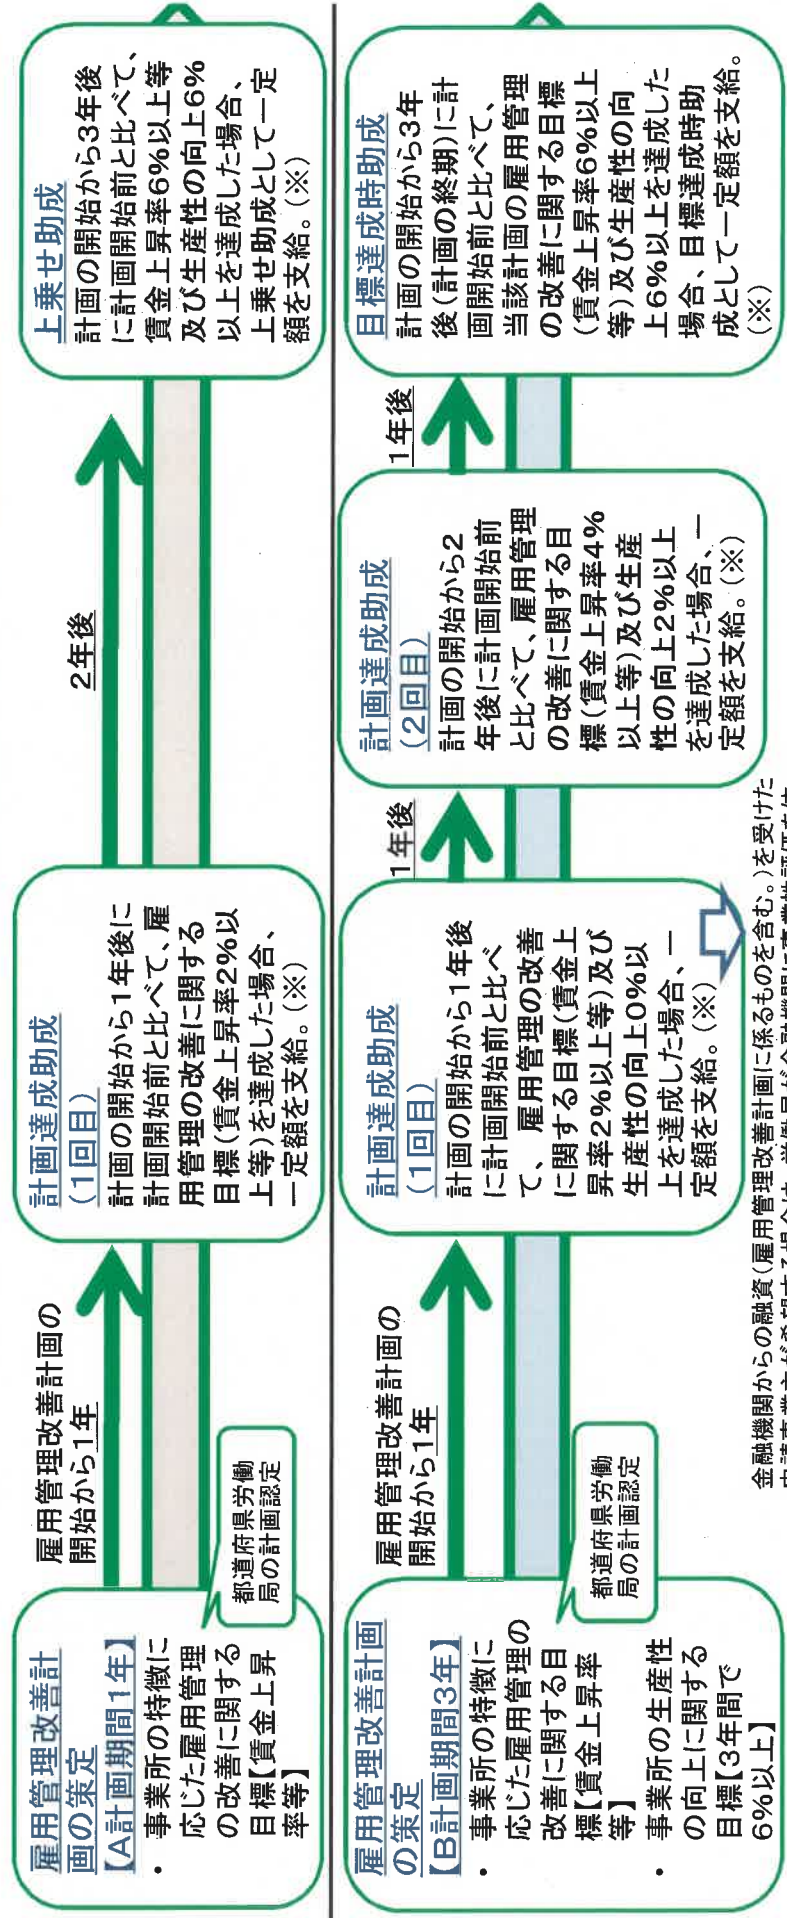 雇用管理改善計
画の策定
【A計画期間1年】
・ 事業所の特徴に
応じた雇用管理
の改善に関する
目標【賃金上昇
率等】
都道府県労働
局の計画認定
雇用管理改善計画の
開始から1年
計画達成助成
(1回目)
計画の開始から1年後に
計画開始前と比べて、雇
用管理の改善に関する
目標(賃金上昇率2%以
上等)を達成した場合、
一定額を支給。(※)
2年後
上乗せ助成
計画の開始から3年後
に計画開始前と比べて、
賃金上昇率6%以上等
及び生産性の向上6%
以上を達成した場合、
上乗せ助成として一定
額を支給。(※)
雇用管理改善計画
の策定
【B計画期間3年】
・ 事業所の特徴に
応じた雇用管理の
改善に関する目
標【賃金上昇率
等】
・ 事業所の生産性
の向上に関する
目標【3年間で
6%以上】
都道府県労働
局の計画認定
雇用管理改善計画の
開始から1年
計画達成助成
(1回目)
計画の開始から1年後
に計画開始前と比べ
て、雇用管理の改善
に関する目標(賃金上
昇率2%以上等)及び
生産性の向上0%以
上を達成した場合、一
定額を支給。(※)
1年後
計画達成助成
(2回目)
計画の開始から2
年後に計画開始前
と比べて、雇用管理
の改善に関する目
標(賃金上昇率4%
以上等)及び生産
性の向上2%以上
を達成した場合、一
定額を支給。(※)
1年後
目標達成時助成
計画の開始から3年
後(計画の終期)に計
画開始前と比べて、
当該計画の雇用管理
の改善に関する目標
(賃金上昇率6%以上
等)及び生産性の向
上6%以上を達成した
場合、目標達成時助
成として一定額を支給。
(※)
金融機関からの融資(雇用管理改善計画に係るものを含む。)を受けた